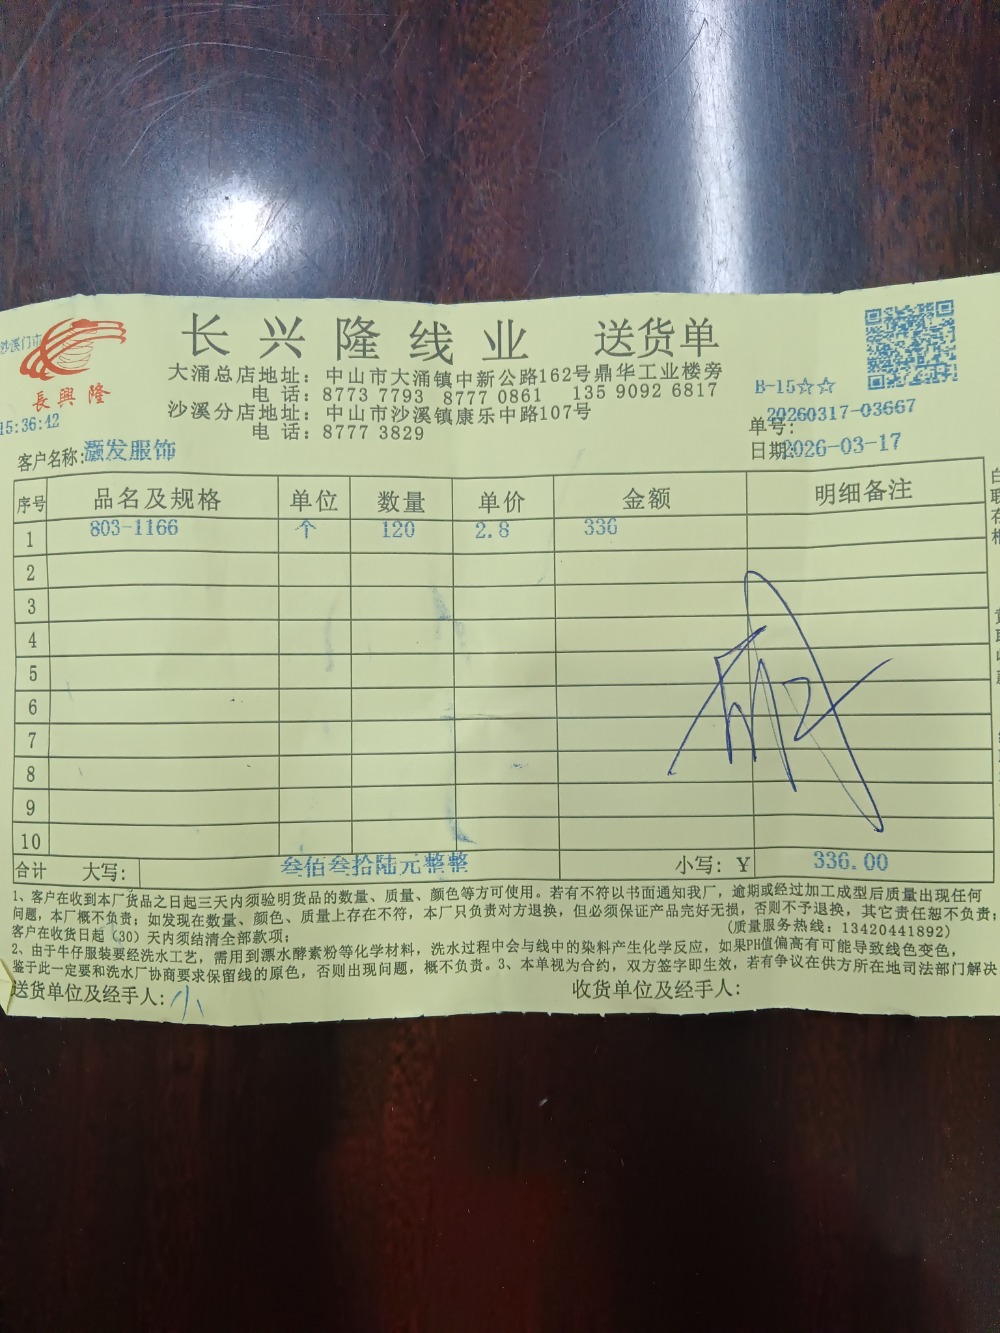 沙溪门市
長興隆
长兴隆线业 送货单
大涌总店地址：中山市大涌镇中新公路162号鼎华工业楼旁
电 话：8773 7793 8777 0861 135 9092 6817
沙溪分店地址：中山市沙溪镇康乐中路107号
电 话：8777 3829
B-15☆☆
单号：20260317-03667
日期：2026-03-17
15:36:42
客户名称：灏发服饰
序号 品名及规格 单位 数量 单价 金额 明细备注
1 803-1166 个 120 2.8 336
2
3
4
5
6
7
8
9
10
合计 大写： 叁佰叁拾陆元整整 小写：￥ 336.00
1、客户在收到本厂货品之日起三天内须验明货品的数量、质量、颜色等方可使用。若有不符以书面通知我厂，逾期或经过加工成型后质量出现任何
问题，本厂概不负责；如发现在数量、颜色、质量上存在不符，本厂只负责对方退换，但必须保证产品完好无损，否则不予退换，其它责任恕不负责；
客户在收货日起（30）天内须结清全部款项； （质量服务热线：13420441892）
2、由于牛仔服装要经洗水工艺，需用到漂水酵素粉等化学材料，洗水过程中会与线中的染料产生化学反应，如果PH值偏高有可能导致线色变色，
鉴于此一定要和洗水厂协商要求保留线的原色，否则出现问题，概不负责。3、本单视为合约，双方签字即生效，若有争议在供方所在地司法部门解决
送货单位及经手人：小 收货单位及经手人：